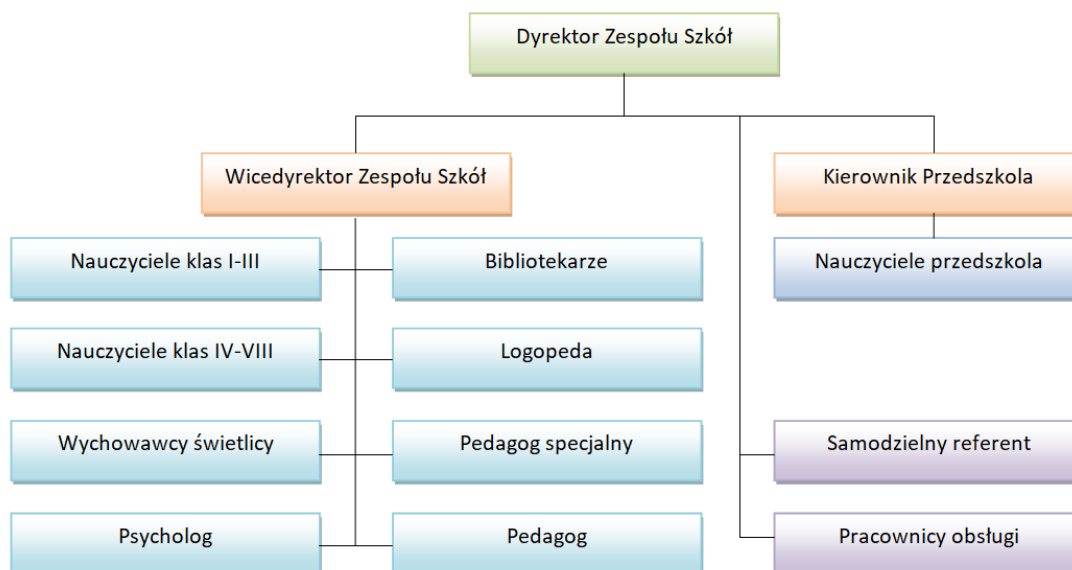 Dyrektor Zespołu Szkół
Wicedyrektor Zespołu Szkół
Kierownik Przedszkola
Nauczyciele klas I-III
Bibliotekarze
Nauczyciele przedszkola
Nauczyciele klas IV-VIII
Logopeda
Wychowawcy świetlicy
Pedagog specjalny
Samodzielny referent
Psycholog
Pedagog
Pracownicy obsługi